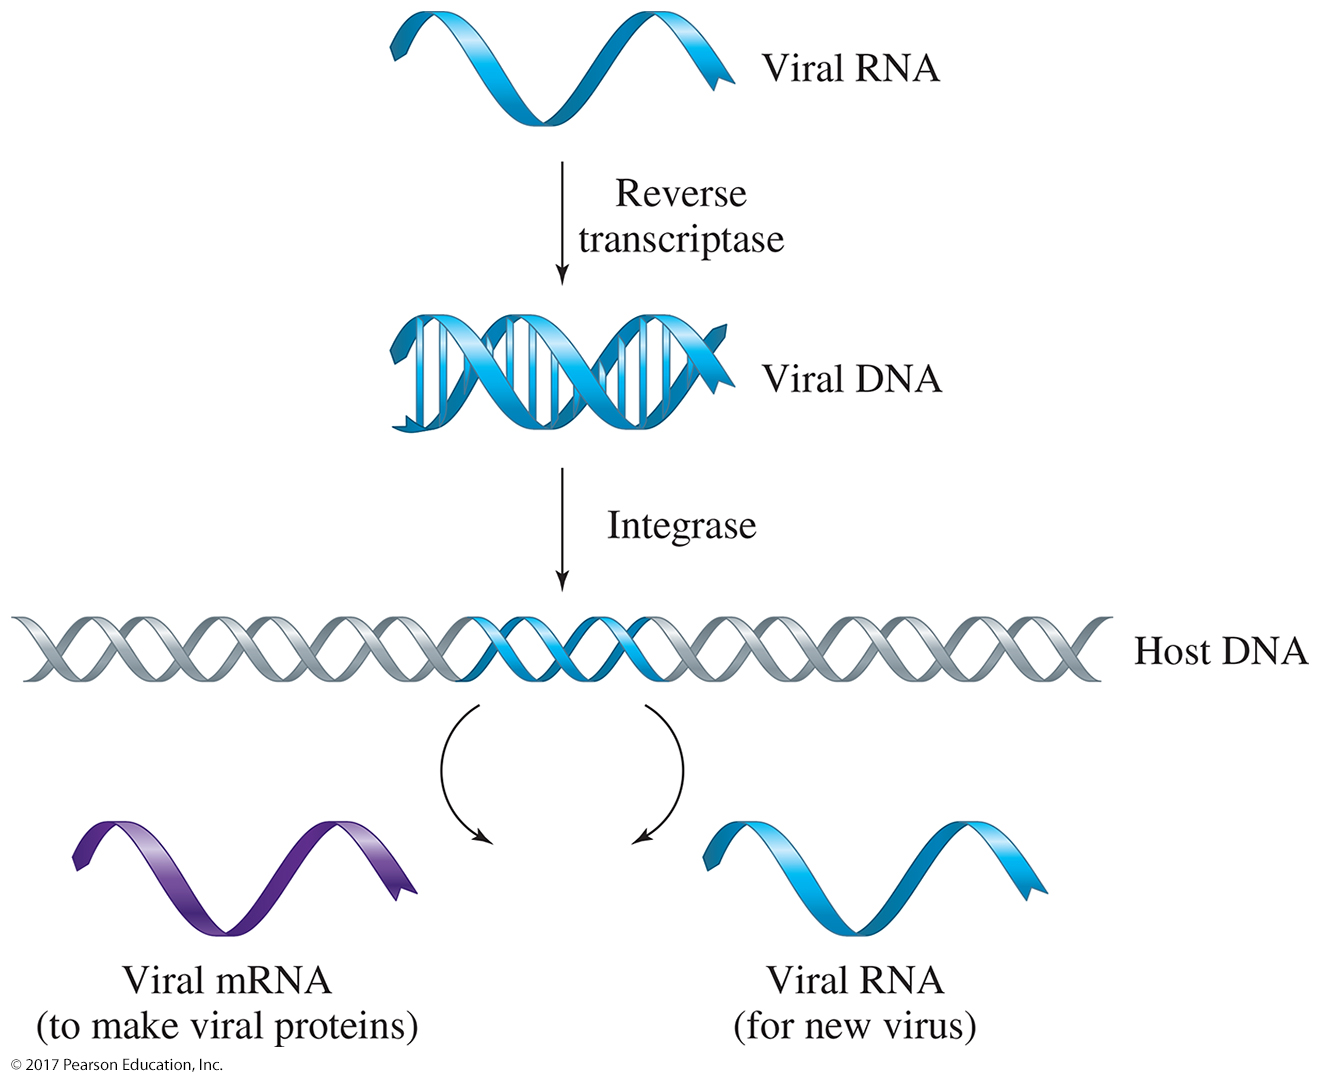 Viral RNA
Reverse
transcriptase
Viral DNA
Integrase
Host DNA
Viral mRNA
(to make viral proteins)
Viral RNA
(for new virus)
© 2017 Pearson Education, Inc.